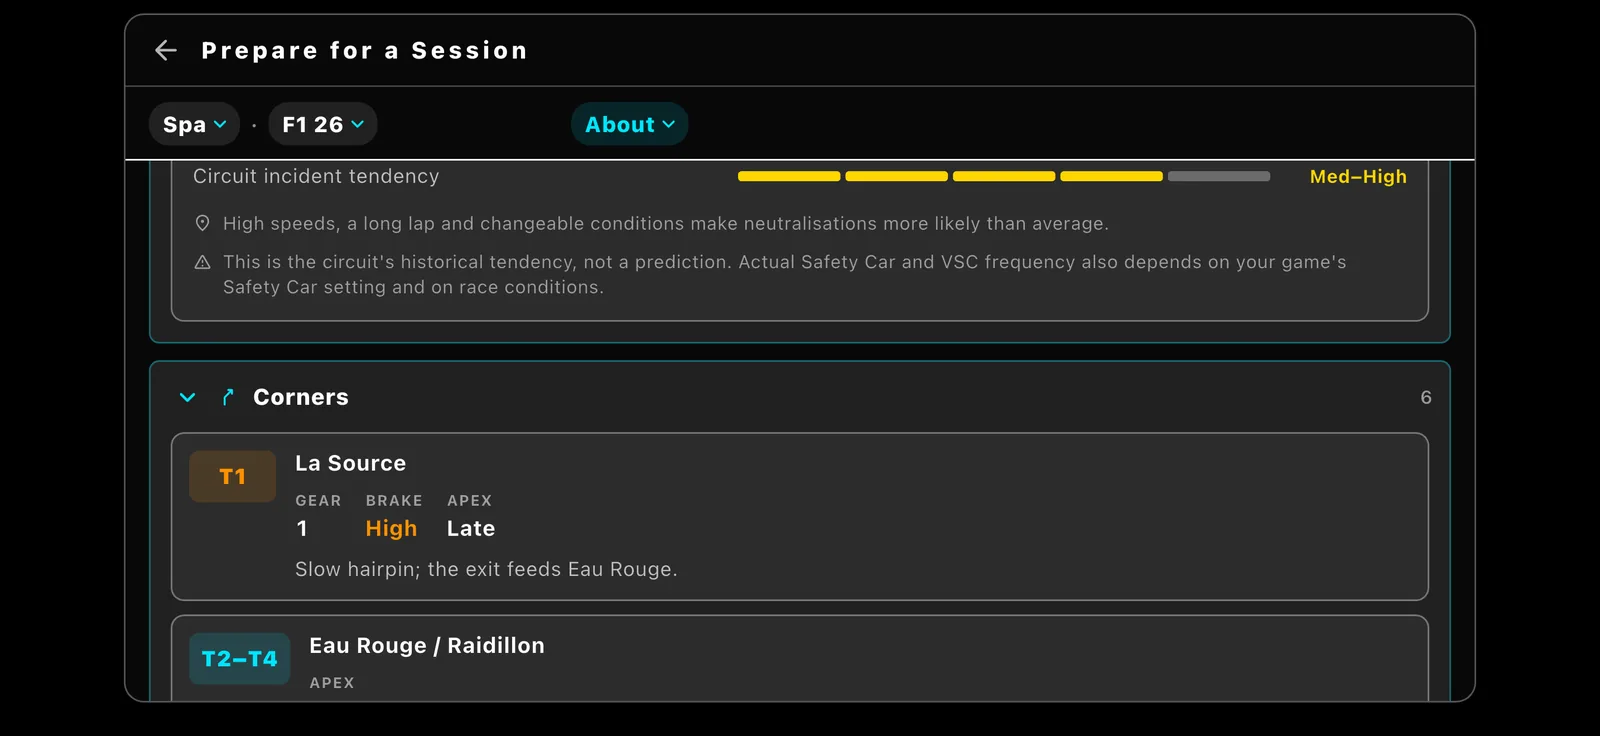 Prepare for a Session
Spa · F1 26 About
Circuit incident tendency Med–High
High speeds, a long lap and changeable conditions make neutralisations more likely than average.
This is the circuit's historical tendency, not a prediction. Actual Safety Car and VSC frequency also depends on your game's
Safety Car setting and on race conditions.
Corners 6
T1 La Source
GEAR BRAKE APEX
1 High Late
Slow hairpin; the exit feeds Eau Rouge.
T2–T4 Eau Rouge / Raidillon
APEX